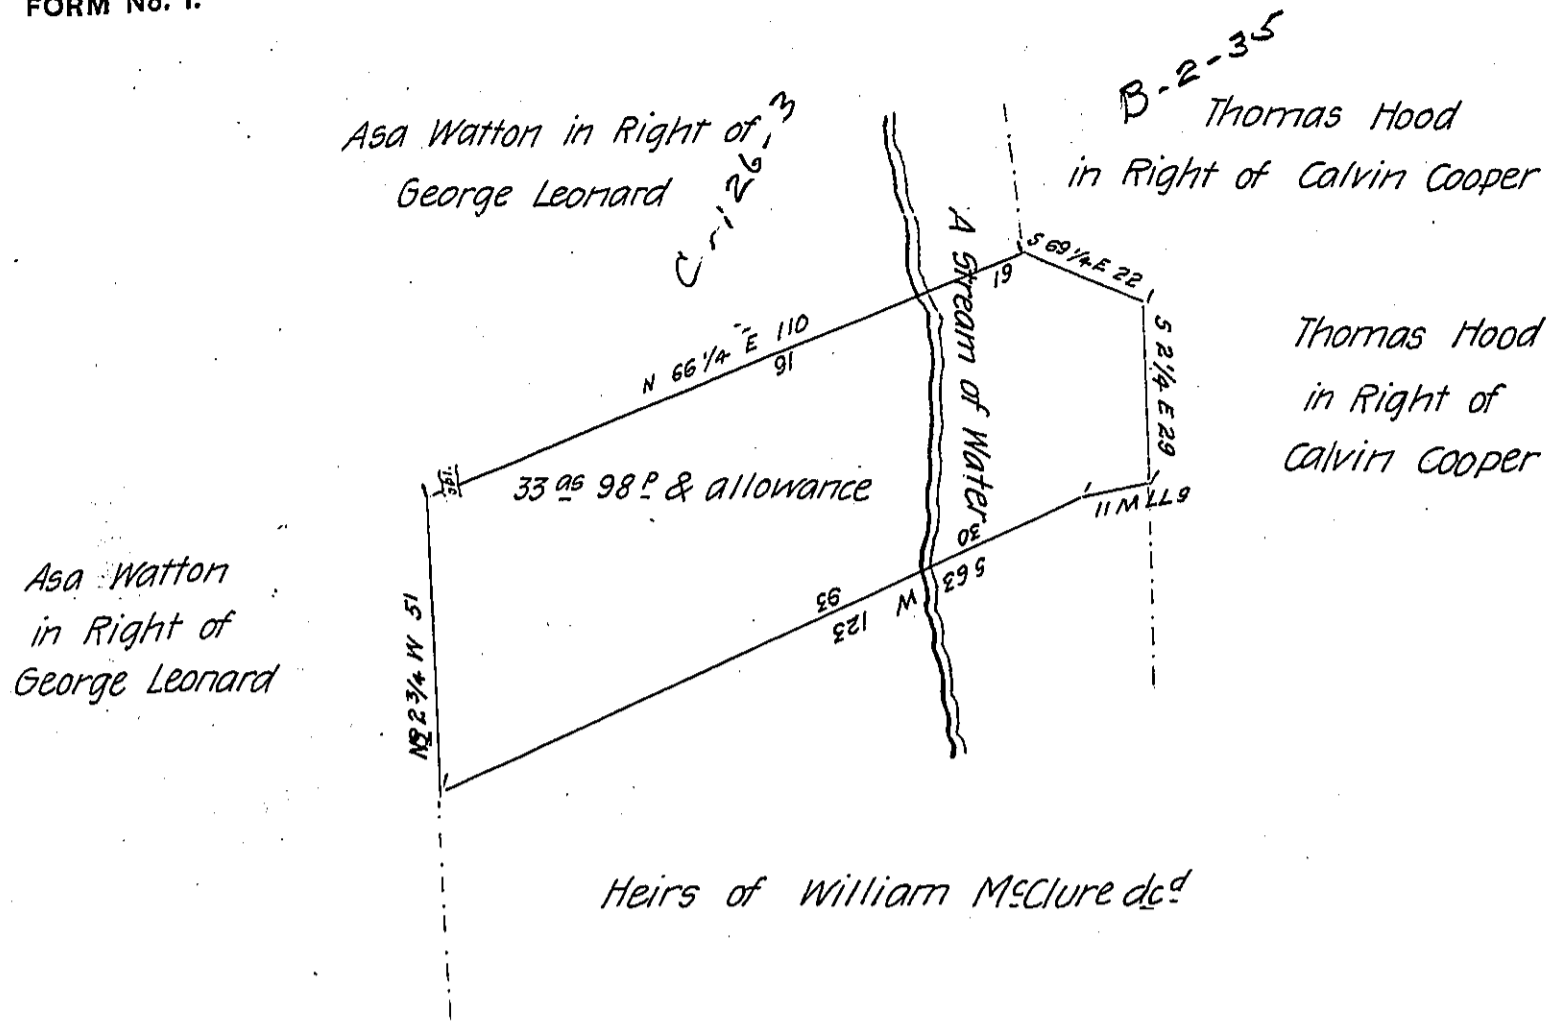 FORM No. 1.
B-2-35
Asa Watton in Right of
George Leonard
Thomas Hood
in Right of Calvin Cooper
A Stream of Water
S 69 1/4 E 22
19
N 66 1/4 E 110
91
S 2 1/4 E 29
Thomas Hood
in Right of
Calvin Cooper
33 as 98 P & allowance
S 77 W 11
30
S 63 W
93
123
Asa Watton
in Right of
George Leonard
No 2 3/4 W 51
Heirs of William McClure dcd